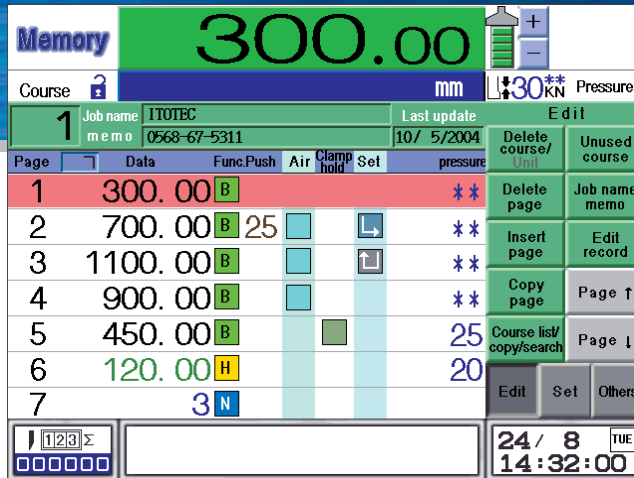 Memory 300.00 + −
Course mm 30** KN Pressure
1 Job name ITOTEC Last update Edit
memo 0568-67-5311 10/ 5/2004
Page Data Func. Push Air Clamp hold Set pressure
1 300.00 B **
2 700.00 B 25 **
3 1100.00 B **
4 900.00 B **
5 450.00 B 25
6 120.00 H 20
7 3 N
Delete course/ Unit
Unused course
Delete page
Job name memo
Insert page
Edit record
Copy page
Page ↑
Course list/ copy/search
Page ↓
Edit Set Others
123 Σ
000000
24/ 8 TUE
14:32:00